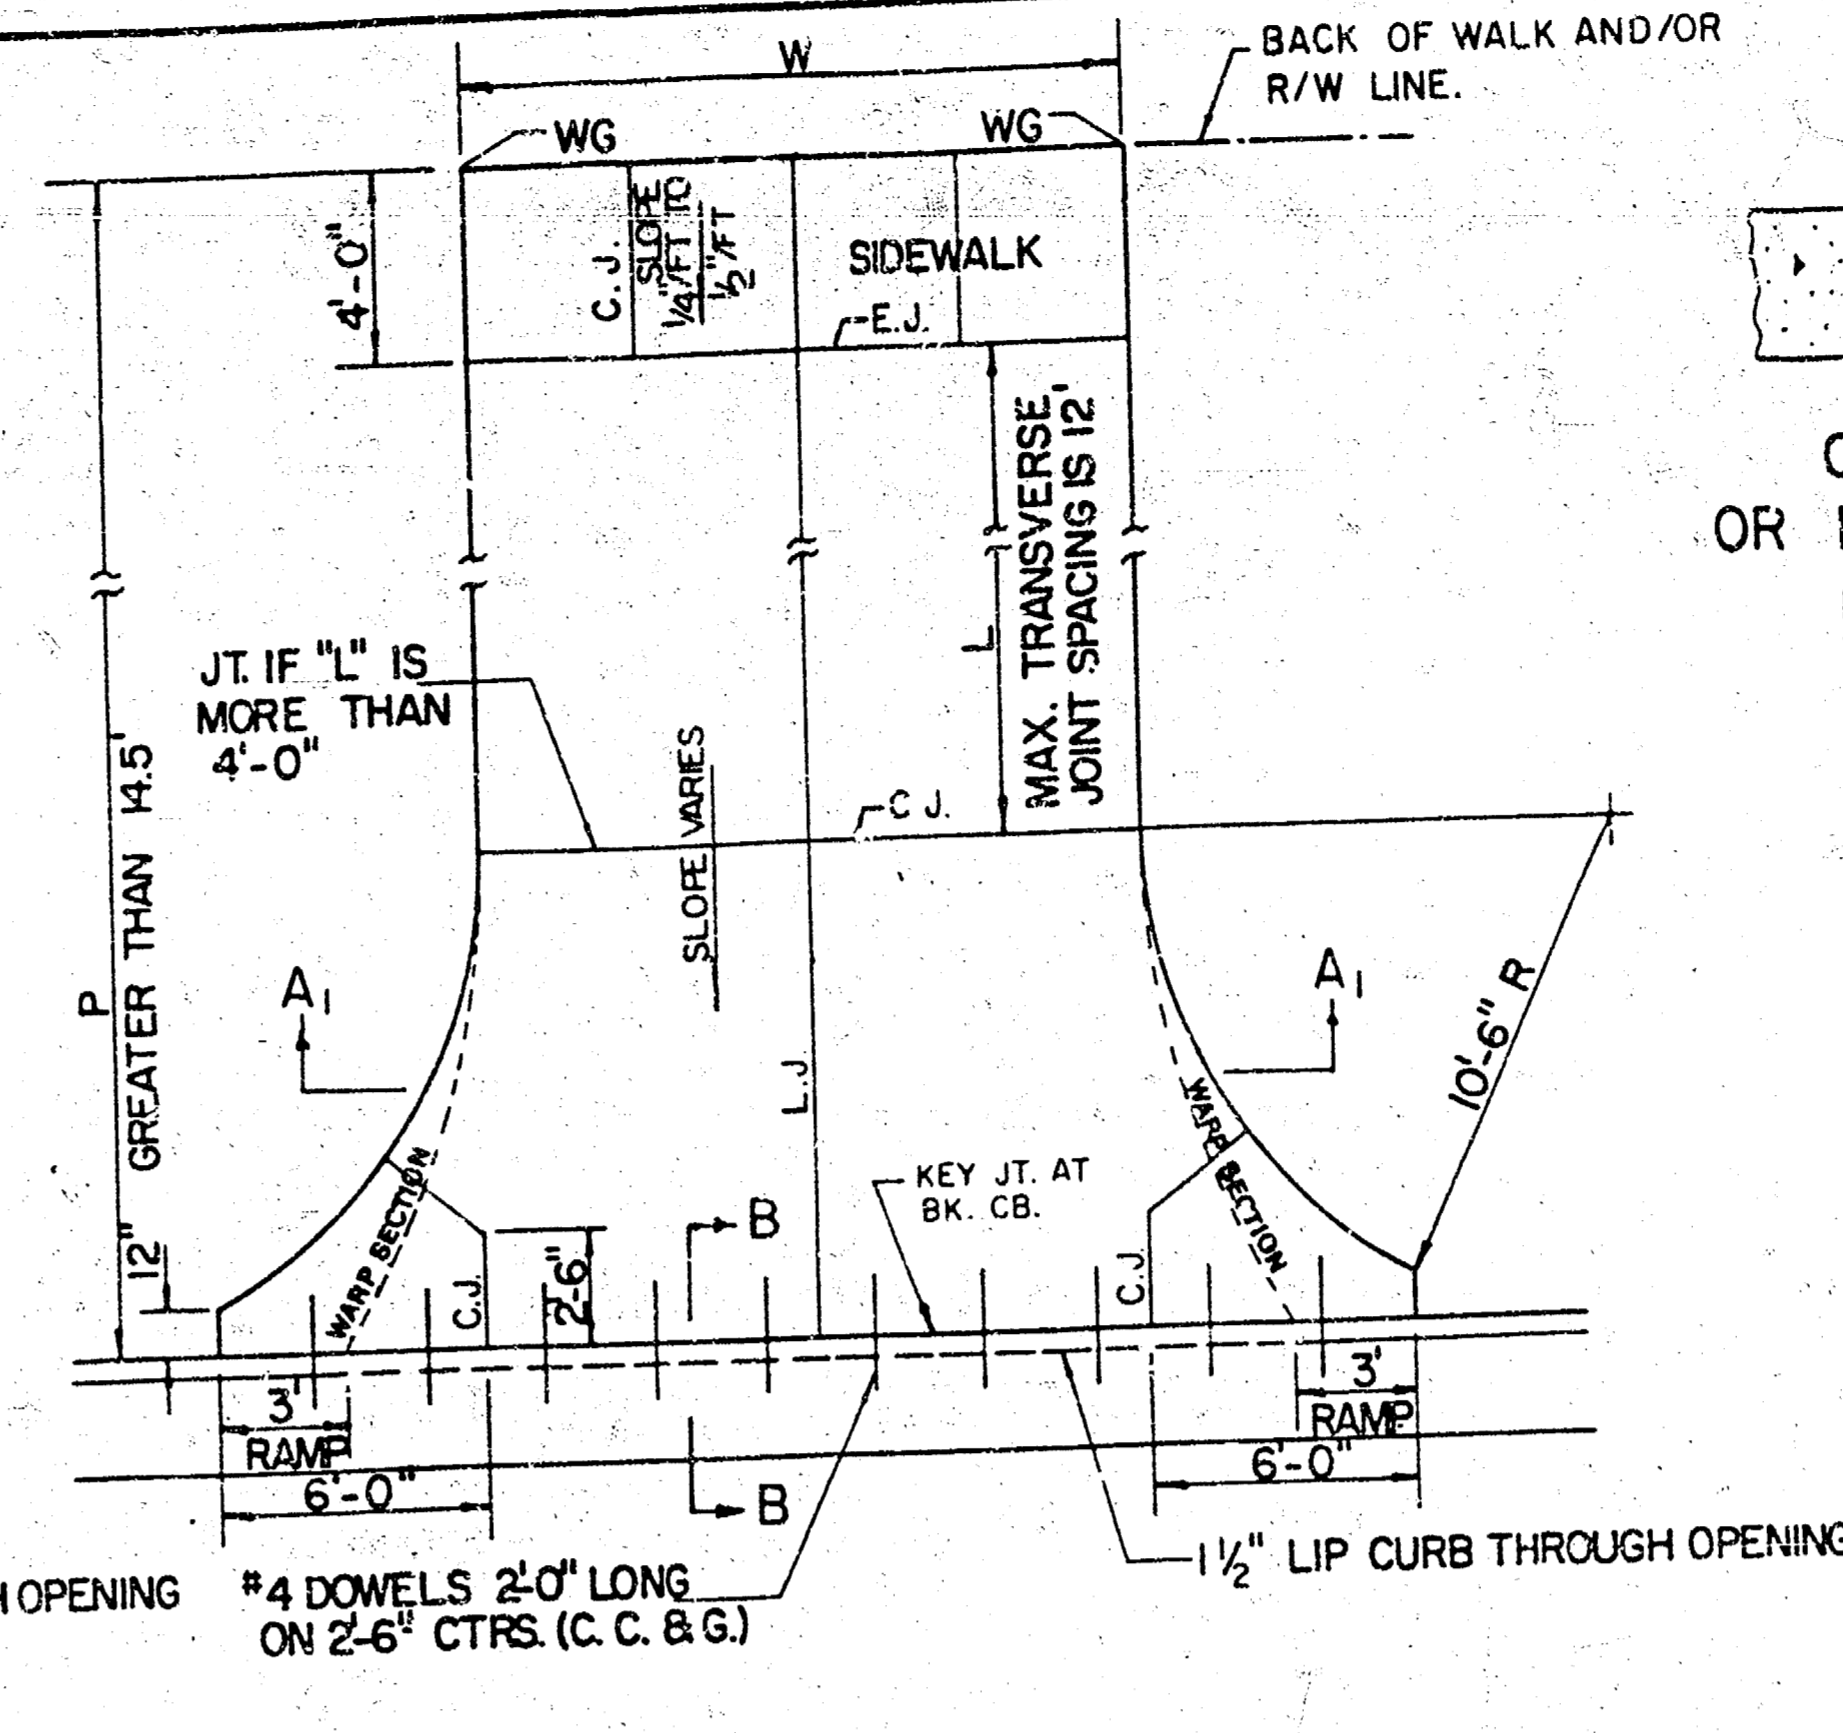 W
BACK OF WALK AND/OR
R/W LINE.
WG
WG
4'-0"
C. J.
SLOPE
1/4"/FT TO
1/2"/FT
SIDEWALK
E.J.
OR
MAX. TRANSVERSE
JOINT SPACING IS 12'
L
JT. IF "L" IS
MORE THAN
4'-0"
SLOPE VARIES
C J.
P
GREATER THAN 14.5'
A1
A1
10'-6" R
L.J
WARP SECTION
WARP SECTION
KEY JT. AT
BK. CB.
12"
B
C.J.
2'-6"
C.J.
3'
RAMP
6'-0"
B
3'
RAMP
6'-0"
1 1/2" LIP CURB THROUGH OPENING
OPENING
#4 DOWELS 2'-0" LONG
ON 2'-6" CTRS. (C. C. & G.)